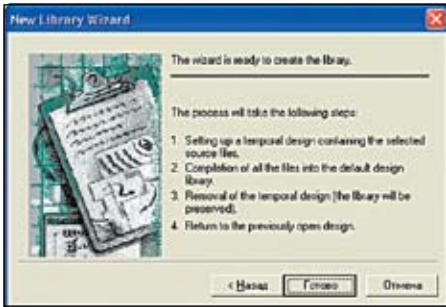 New Library Wizard
The wizard is ready to create the library.
The process will take the following steps:
1. Setting up a temporal design containing the selected
source files.
2. Compilation of all the files into the default design
library.
3. Removal of the temporal design (the library will be
preserved).
4. Return to the previously open design.
< Назад Готово Отмена